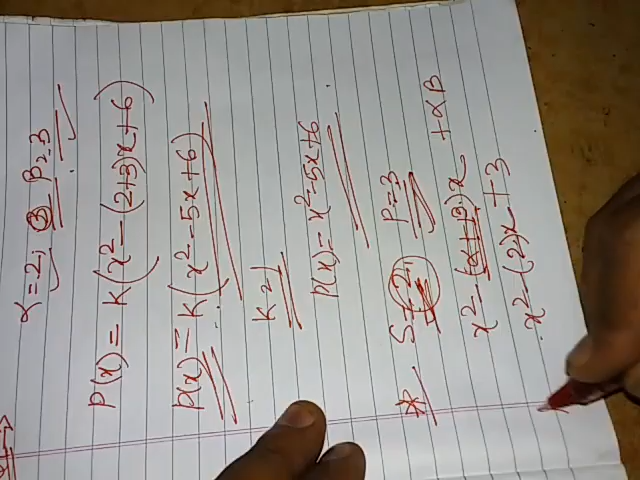 α = 2, β = 3
P(x) = K(x² - (2+3)x + 6)
P(x) = K(x² - 5x + 6)
K = 1
P(x) = x² - 5x + 6
* S = 2, P = 3
x² - (α+β)x + αβ
x² - (2)x + 3